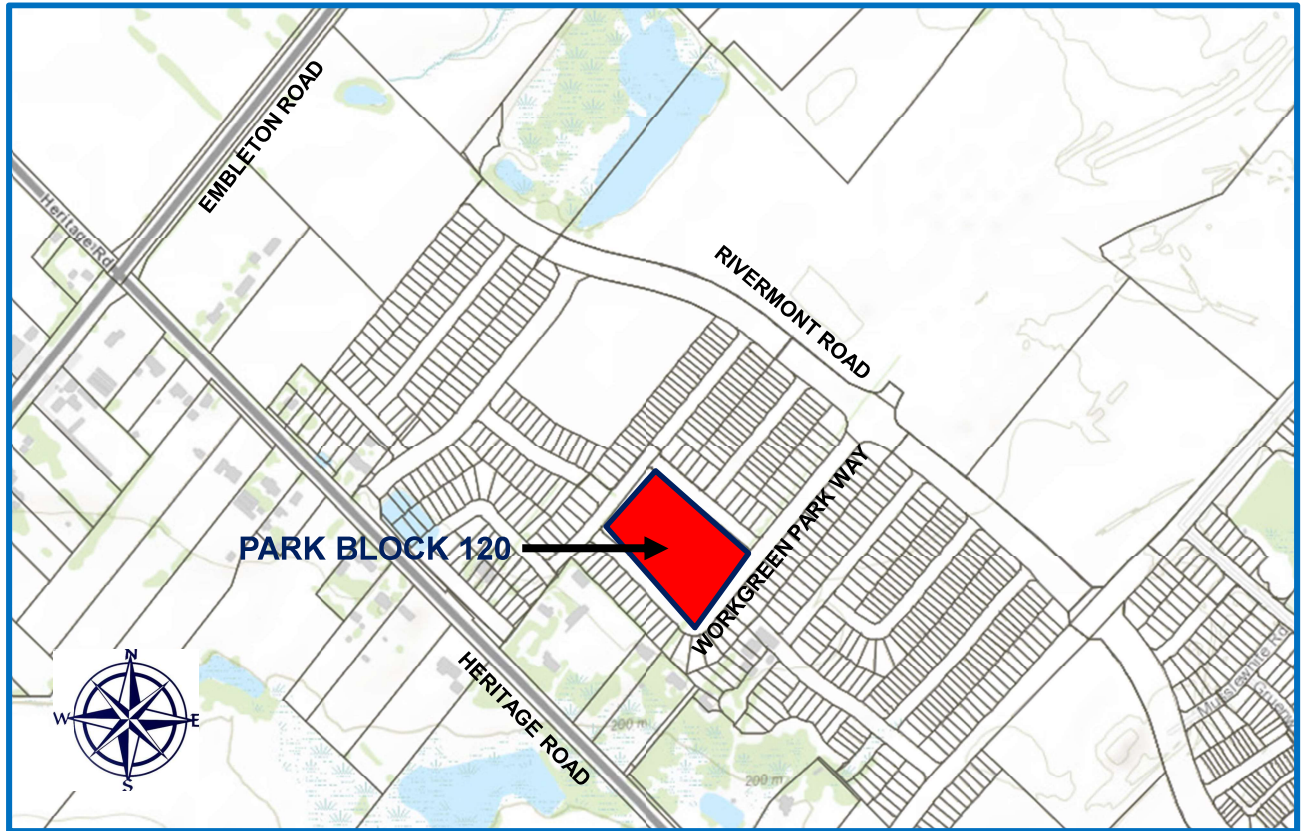 EMBLETON ROAD
Heritage Rd
RIVERMONT ROAD
WORKGREEN PARK WAY
PARK BLOCK 120
HERITAGE ROAD
N
W
E
S
200 m
200 m